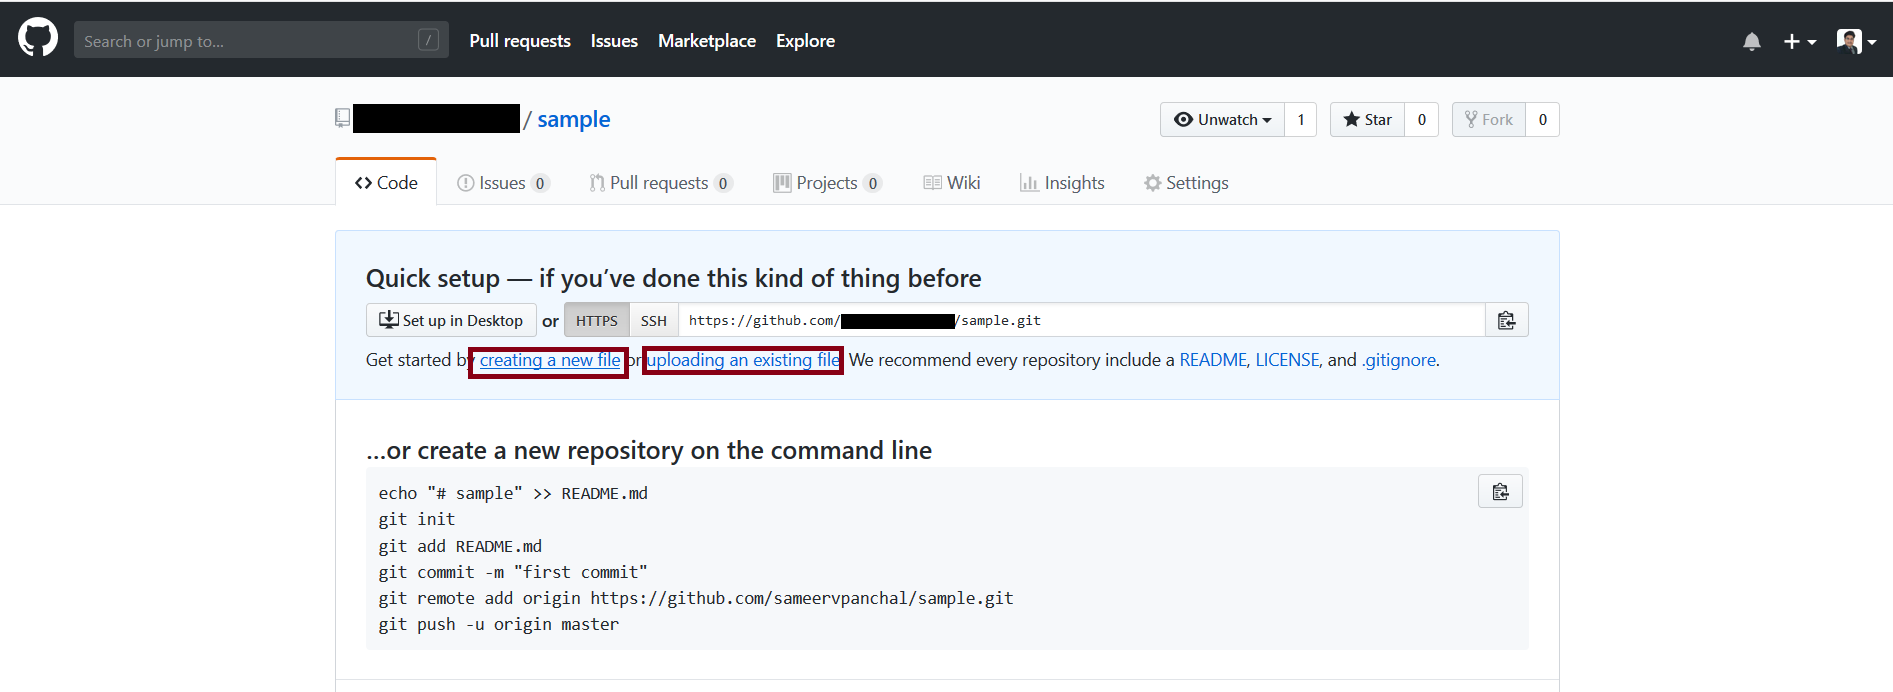 Search or jump to... / Pull requests Issues Marketplace Explore
/ sample
Unwatch 1 Star 0 Fork 0
Code Issues 0 Pull requests 0 Projects 0 Wiki Insights Settings
Quick setup — if you’ve done this kind of thing before
Set up in Desktop or HTTPS SSH https://github.com/ /sample.git
Get started by creating a new file or uploading an existing file We recommend every repository include a README, LICENSE, and .gitignore.
…or create a new repository on the command line
echo "# sample" >> README.md
git init
git add README.md
git commit -m "first commit"
git remote add origin https://github.com/sameervpanchal/sample.git
git push -u origin master